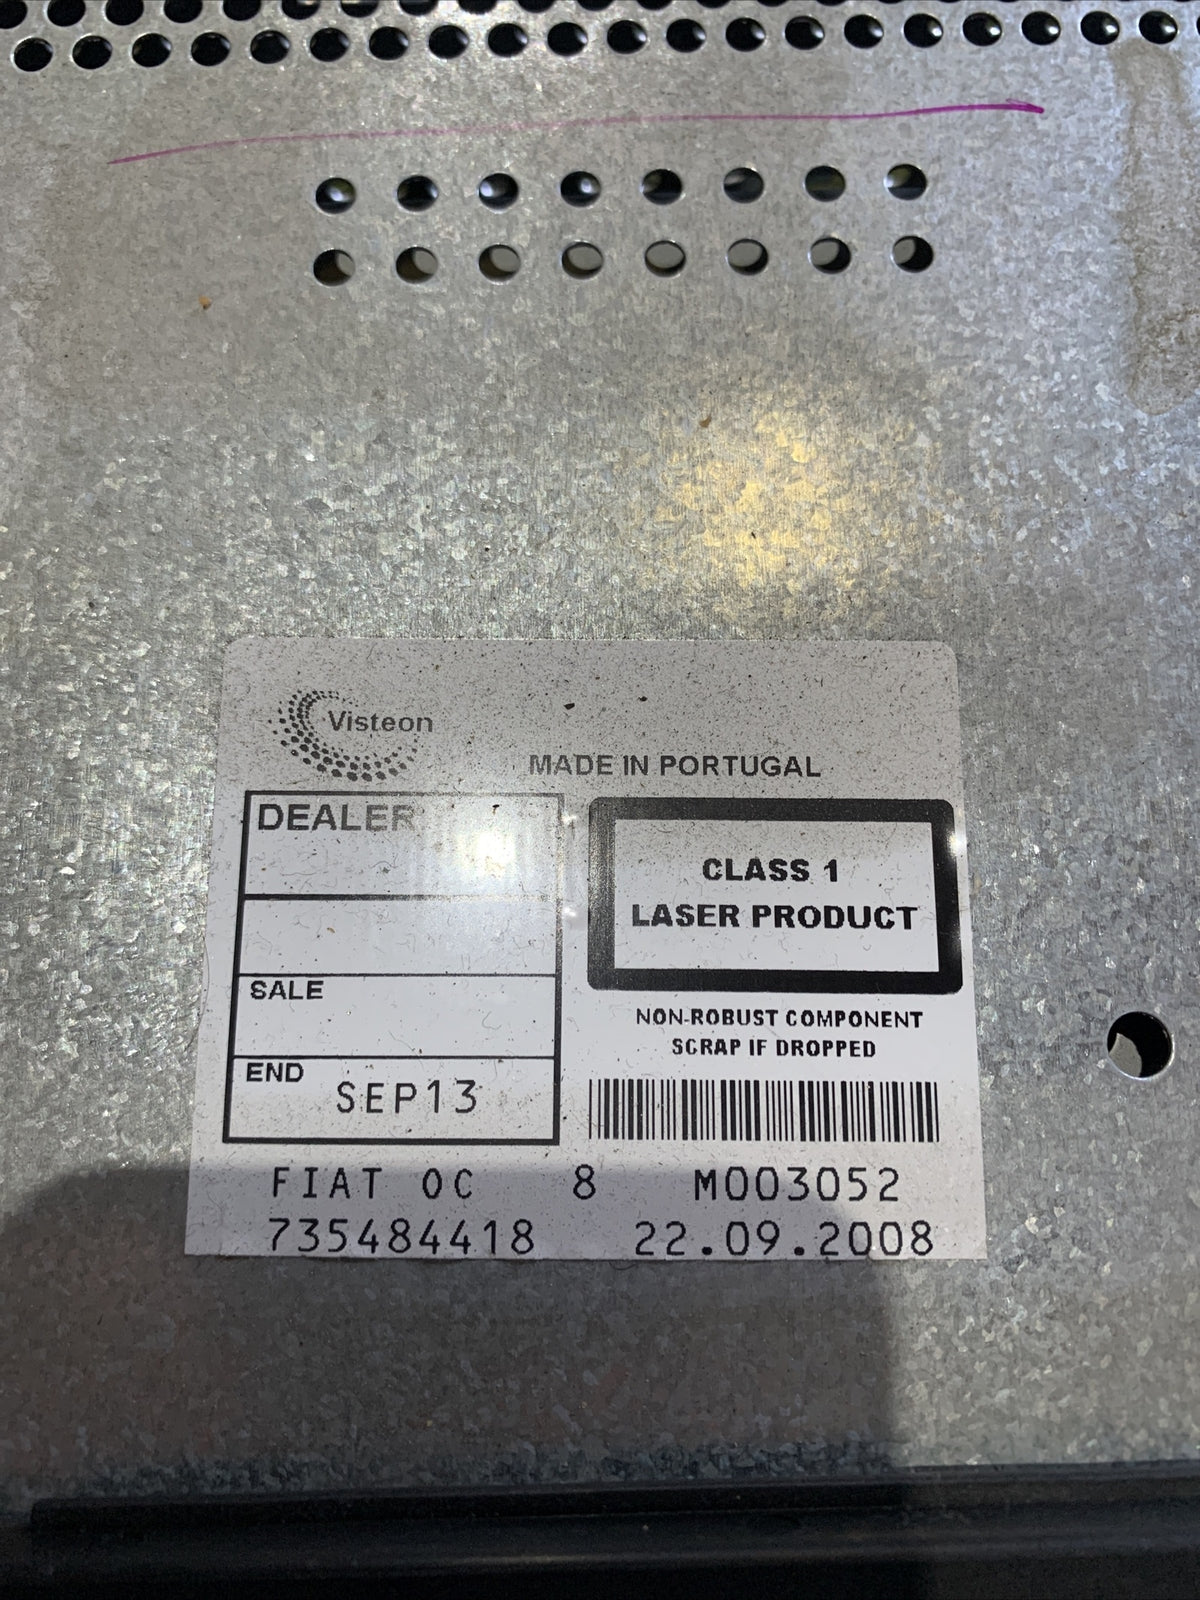 Visteon
MADE IN PORTUGAL
DEALER
CLASS 1
LASER PRODUCT
SALE
NON-ROBUST COMPONENT
SCRAP IF DROPPED
END SEP13
FIAT OC 8 M003052
735484418 22.09.2008